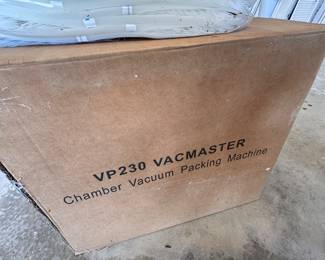 VP230 VACMASTER
Chamber Vacuum Packing Machine